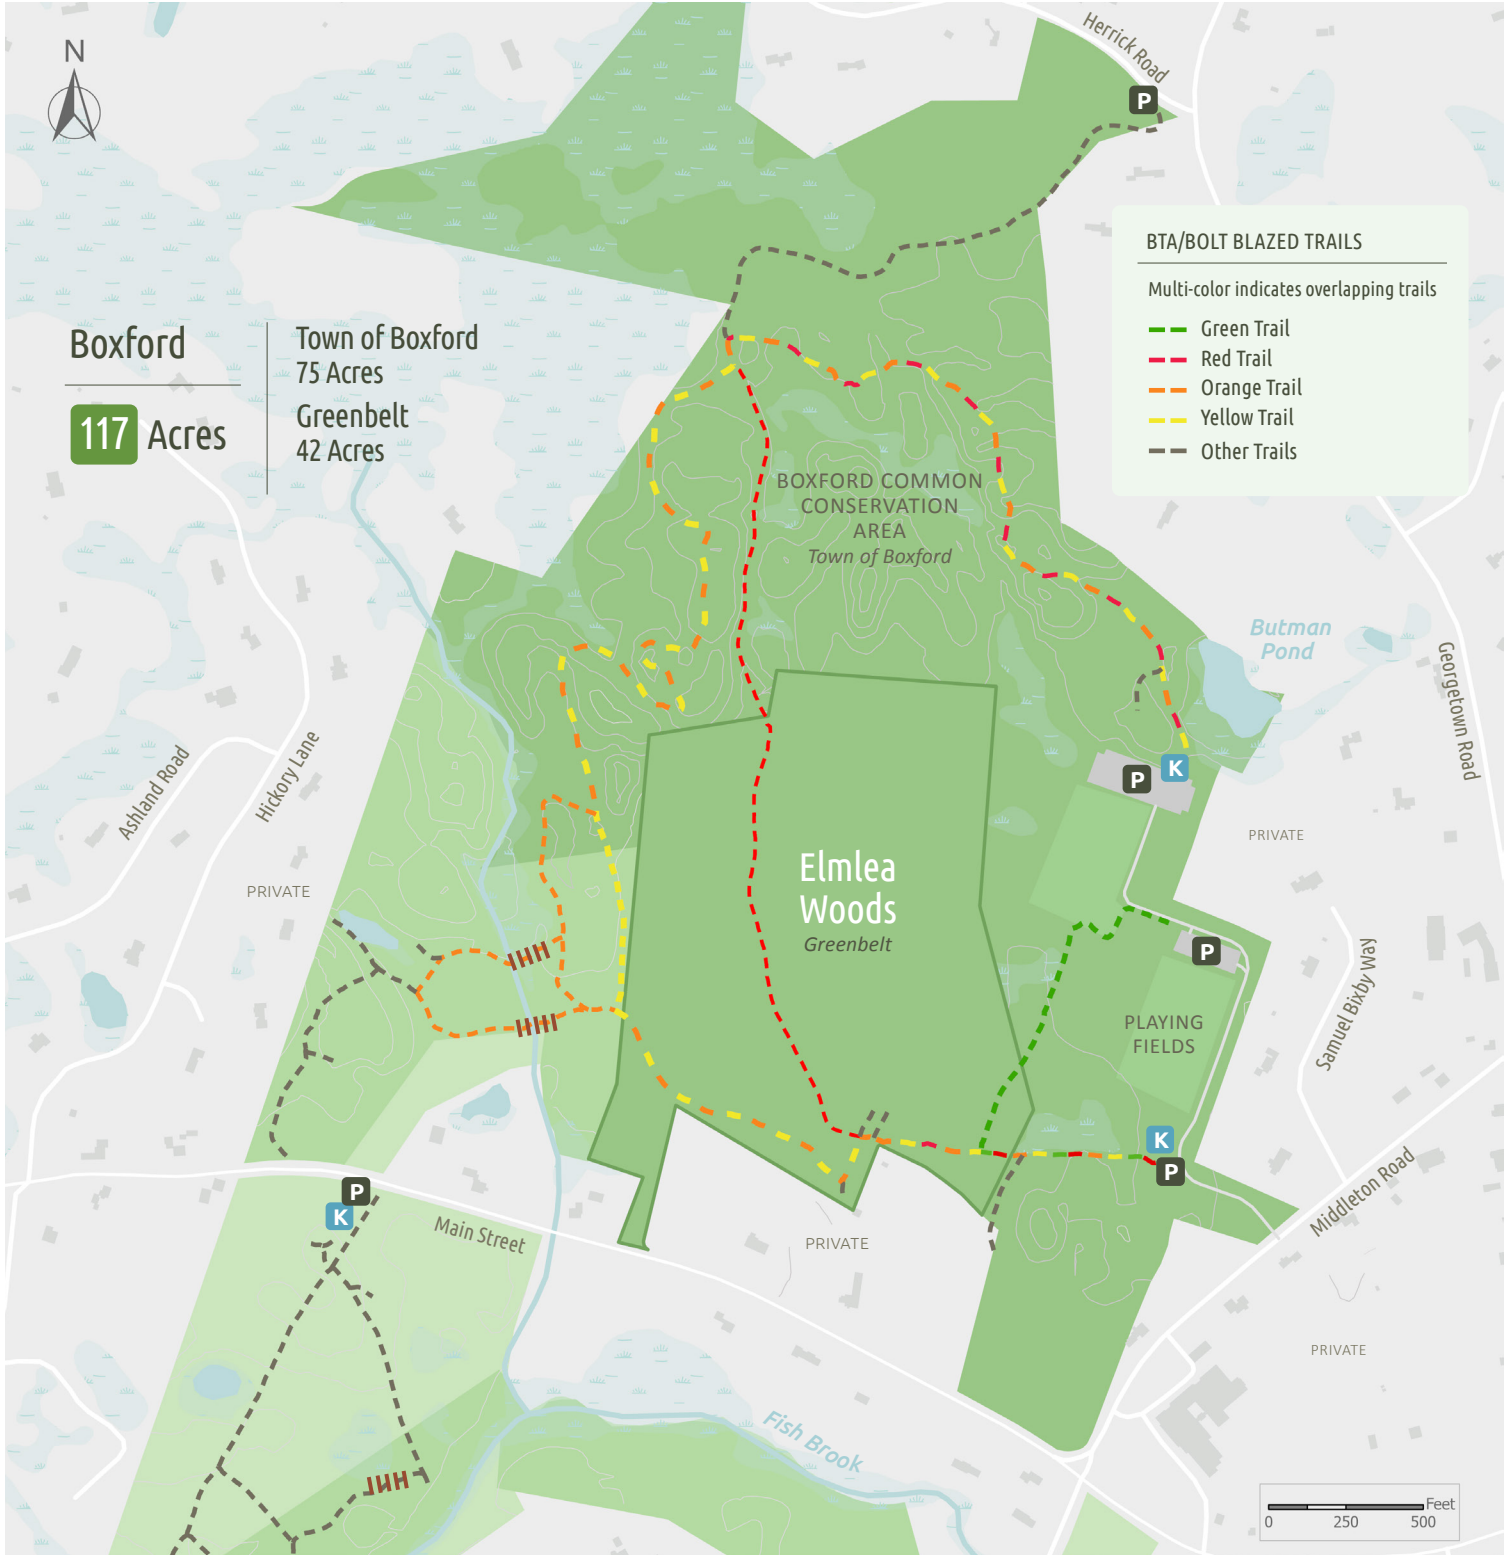 N
Herrick Road
P
BTA/BOLT BLAZED TRAILS
Multi-color indicates overlapping trails
Green Trail
Red Trail
Orange Trail
Yellow Trail
Other Trails
Boxford
117 Acres
Town of Boxford
75 Acres
Greenbelt
42 Acres
BOXFORD COMMON
CONSERVATION
AREA
Town of Boxford
Butman
Pond
Georgetown Road
Ashland Road
Hickory Lane
P
K
PRIVATE
PRIVATE
Elmlea
Woods
Greenbelt
P
Samuel Bixby Way
PLAYING
FIELDS
K
P
Middleton Road
P
K
Main Street
PRIVATE
PRIVATE
Fish Brook
Feet
0 250 500